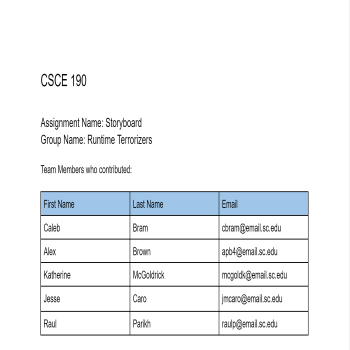 CSCE 190
Assignment Name: Storyboard
Group Name: Runtime Terrorizers
Team Members who contributed:
First Name Last Name Email
Caleb Bram cbram@email.sc.edu
Alex Brown apb4@email.sc.edu
Katherine McGoldrick mcgoldk@email.sc.edu
Jesse Caro jmcaro@email.sc.edu
Raul Parikh raulp@email.sc.edu